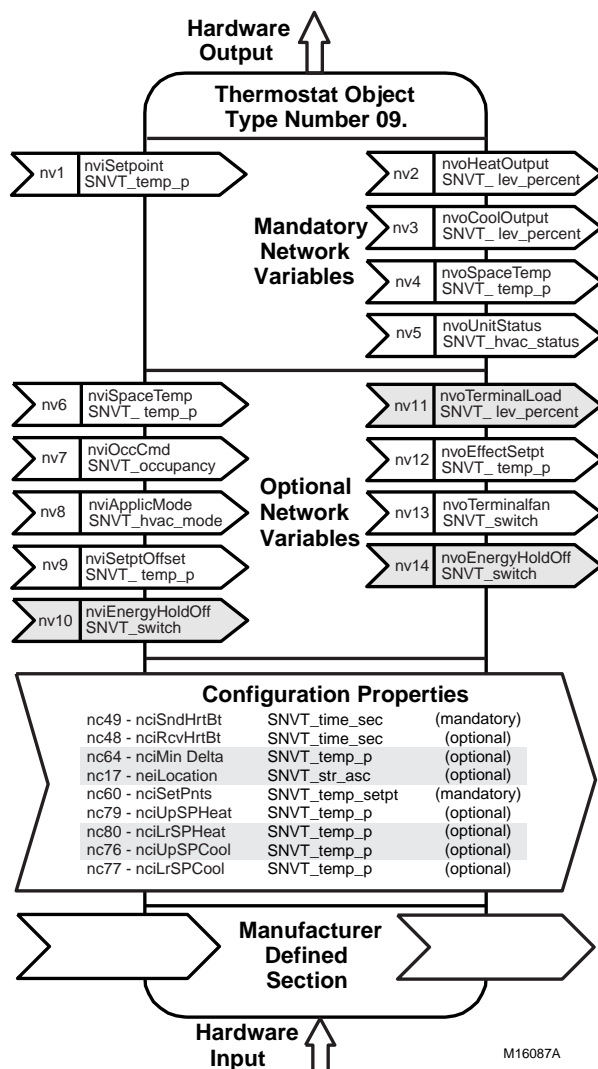 Hardware
Output
Thermostat Object
Type Number 09.
nv1 nviSetpoint
SNVT_temp_p
nv2 nvoHeatOutput
SNVT_ lev_percent
nv3 nvoCoolOutput
SNVT_ lev_percent
Mandatory
Network
Variables
nv4 nvoSpaceTemp
SNVT_ temp_p
nv5 nvoUnitStatus
SNVT_hvac_status
nv6 nviSpaceTemp
SNVT_ temp_p
nv7 nviOccCmd
SNVT_occupancy
nv8 nviApplicMode
SNVT_hvac_mode
nv9 nviSetptOffset
SNVT_ temp_p
nv10 nviEnergyHoldOff
SNVT_switch
Optional
Network
Variables
nv11 nvoTerminalLoad
SNVT_ lev_percent
nv12 nvoEffectSetpt
SNVT_ temp_p
nv13 nvoTerminalfan
SNVT_switch
nv14 nvoEnergyHoldOff
SNVT_switch
Configuration Properties
nc49 - nciSndHrtBt SNVT_time_sec (mandatory)
nc48 - nciRcvHrtBt SNVT_time_sec (optional)
nc64 - nciMin Delta SNVT_temp_p (optional)
nc17 - neiLocation SNVT_str_asc (optional)
nc60 - nciSetPnts SNVT_temp_setpt (mandatory)
nc79 - nciUpSPHeat SNVT_temp_p (optional)
nc80 - nciLrSPHeat SNVT_temp_p (optional)
nc76 - nciUpSPCool SNVT_temp_p (optional)
nc77 - nciLrSPCool SNVT_temp_p (optional)
Manufacturer
Defined
Section
Hardware
Input
M16087A